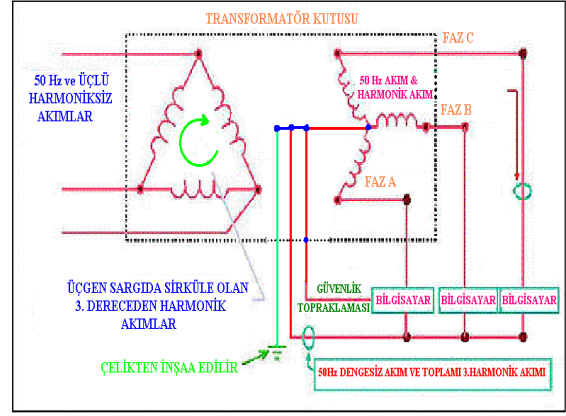 TRANSFORMATÖR KUTUSU
FAZ C
50 Hz ve ÜÇLÜ
HARMONİKSİZ
AKIMLAR
50 Hz AKIM &
HARMONİK AKIM
FAZ B
FAZ A
ÜÇGEN SARGIDA SİRKÜLE OLAN
3. DERECEDEN HARMONİK
AKIMLAR
GÜVENLİK
TOPRAKLAMASI
BİLGİSAYAR
BİLGİSAYAR
BİLGİSAYAR
ÇELİKTEN İNŞAA EDİLİR
50Hz DENGESİZ AKIM VE TOPLAMI 3.HARMONİK AKIMI